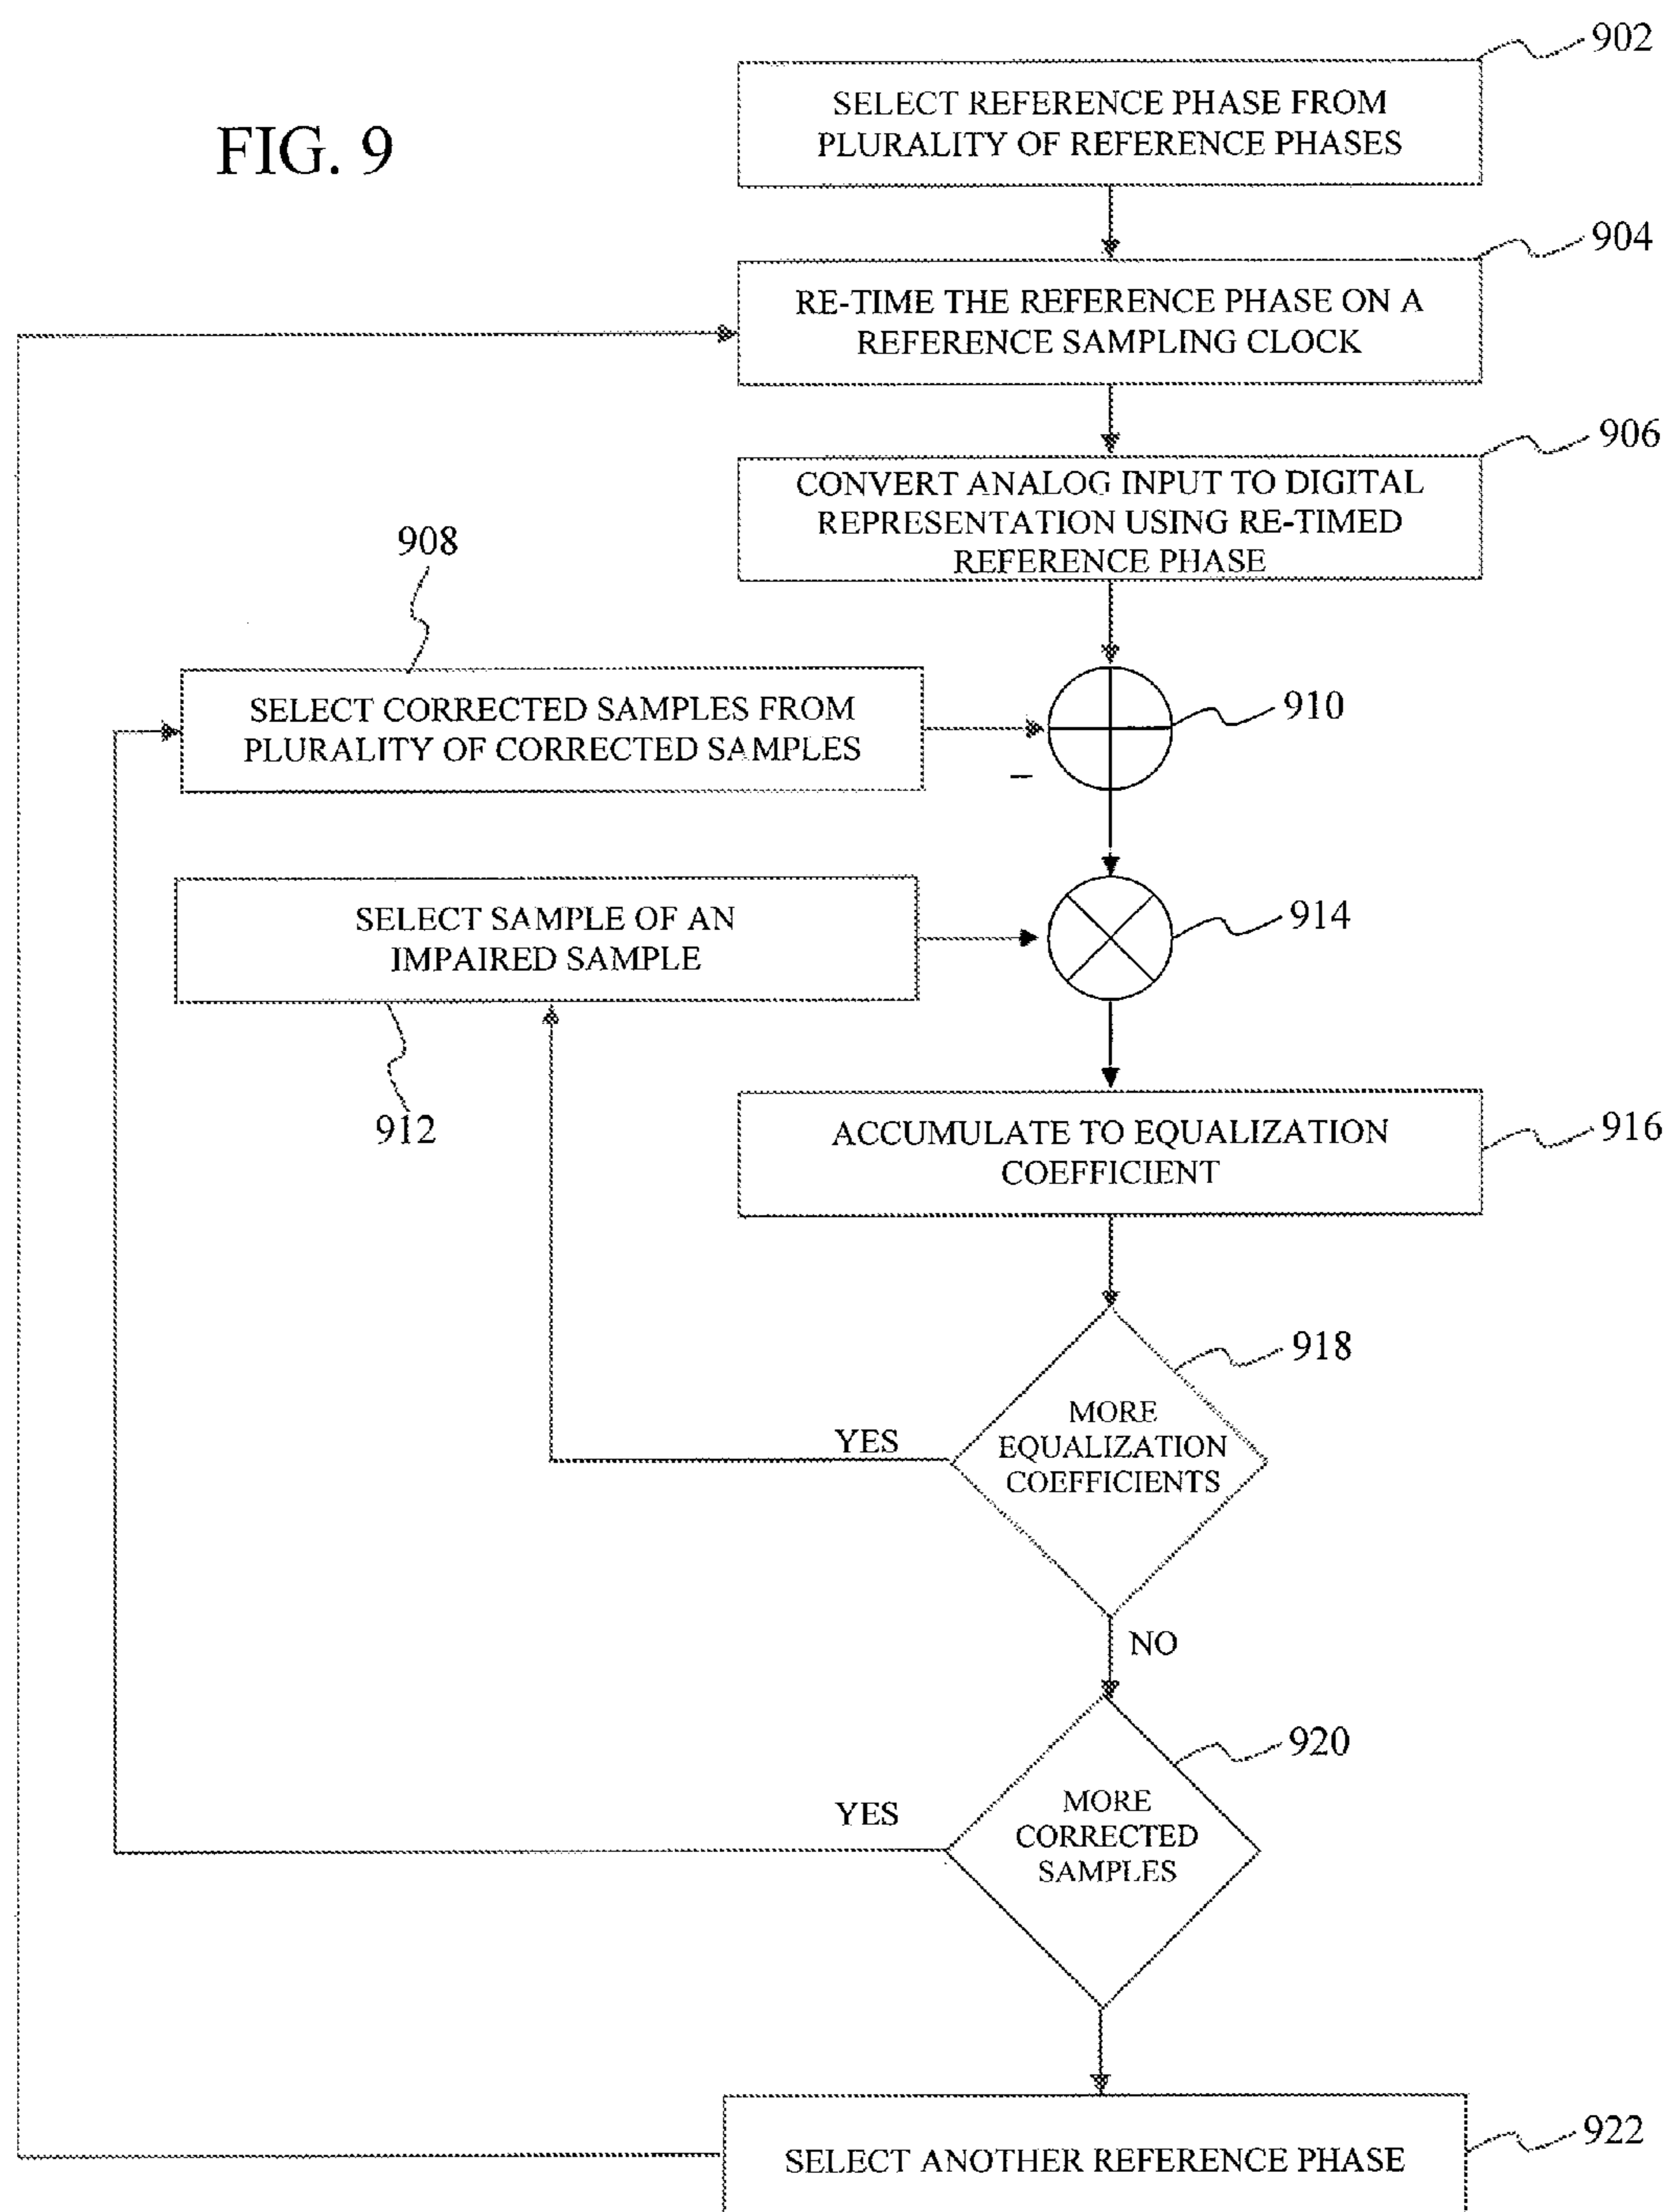 FIG. 9
902
SELECT REFERENCE PHASE FROM
PLURALITY OF REFERENCE PHASES
904
RE-TIME THE REFERENCE PHASE ON A
REFERENCE SAMPLING CLOCK
906
CONVERT ANALOG INPUT TO DIGITAL
REPRESENTATION USING RE-TIMED
REFERENCE PHASE
908
SELECT CORRECTED SAMPLES FROM
PLURALITY OF CORRECTED SAMPLES
910
–
SELECT SAMPLE OF AN
IMPAIRED SAMPLE
914
912
ACCUMULATE TO EQUALIZATION
COEFFICIENT
916
918
MORE
EQUALIZATION
COEFFICIENTS
YES
NO
920
MORE
CORRECTED
SAMPLES
YES
922
SELECT ANOTHER REFERENCE PHASE